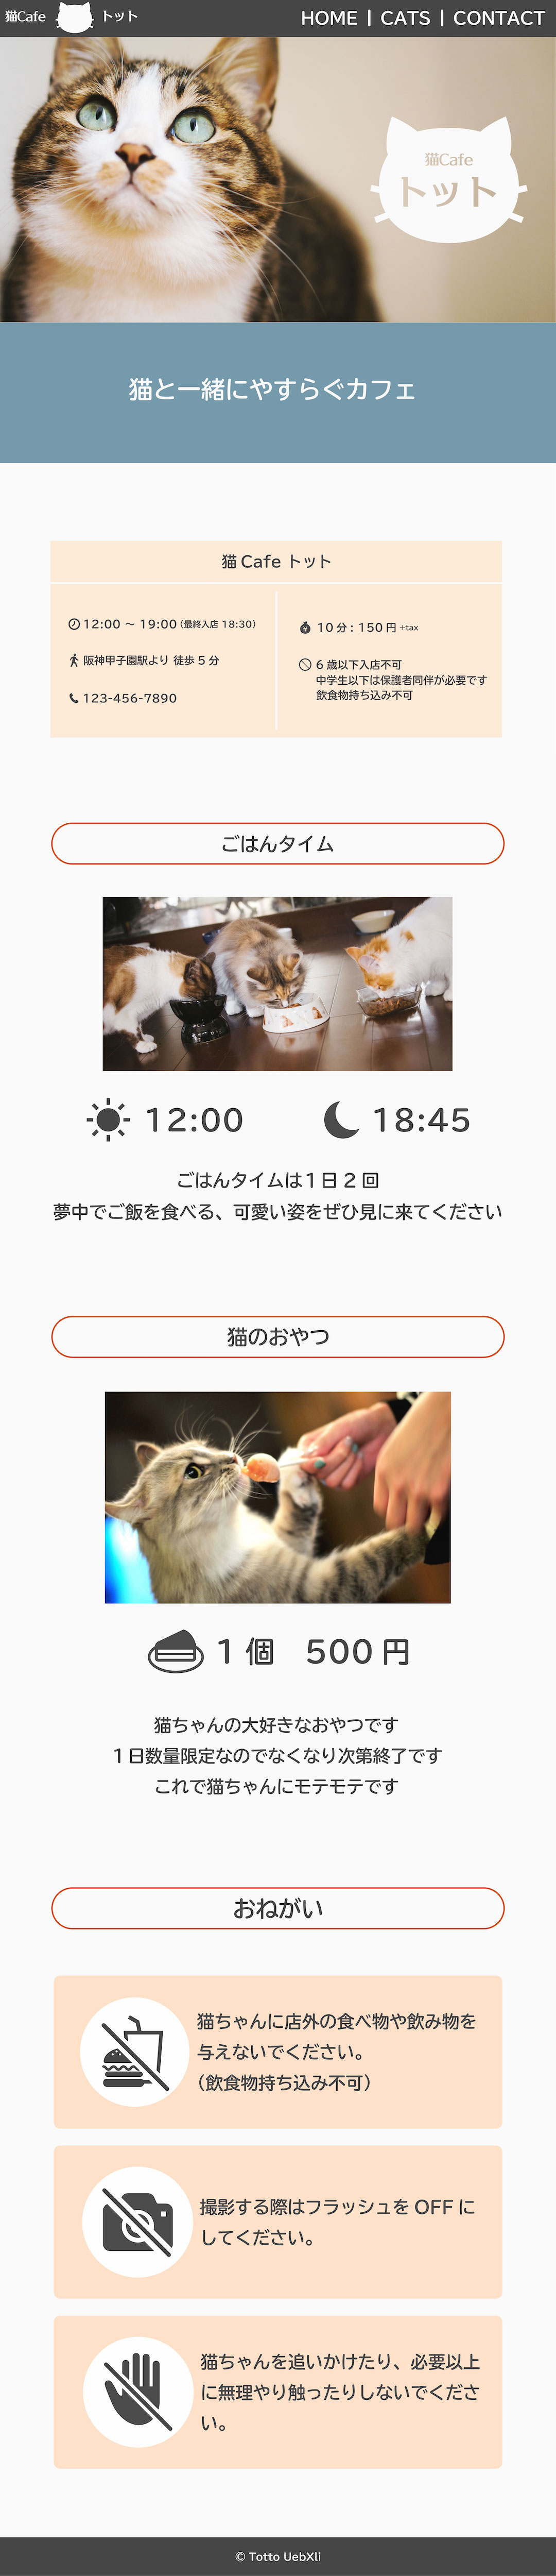 猫Cafe トット
HOME | CATS | CONTACT
猫Cafe
トット
猫と一緒にやすらぐカフェ
猫 Cafe トット
12:00 〜 19:00 (最終入店 18:30)
阪神甲子園駅より 徒歩 5 分
123-456-7890
10 分 : 150 円 +tax
6 歳以下入店不可
中学生以下は保護者同伴が必要です
飲食物持ち込み不可
ごはんタイム
12:00
18:45
ごはんタイムは 1 日 2 回
夢中でご飯を食べる、可愛い姿をぜひ見に来てください
猫のおやつ
1 個 500 円
猫ちゃんの大好きなおやつです
1 日数量限定なのでなくなり次第終了です
これで猫ちゃんにモテモテです
おねがい
猫ちゃんに店外の食べ物や飲み物を
与えないでください。
(飲食物持ち込み不可)
撮影する際はフラッシュを OFF に
してください。
猫ちゃんを追いかけたり、必要以上
に無理やり触ったりしないでくださ
い。
© Totto UebXli